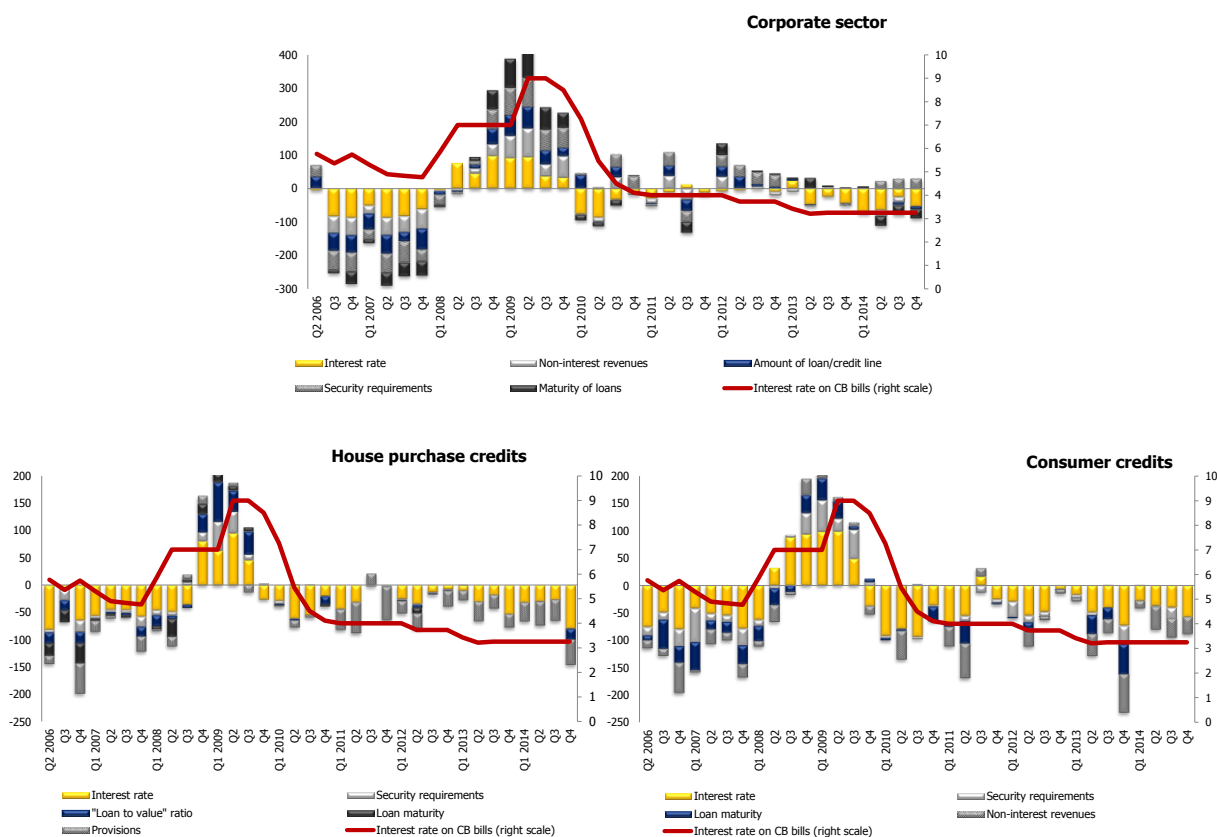 Corporate sector
400
300
200
100
0
-100
-200
-300
10
9
8
7
6
5
4
3
2
1
0
Q2 2006
Q3
Q4
Q1 2007
Q2
Q3
Q4
Q1 2008
Q2
Q3
Q4
Q1 2009
Q2
Q3
Q4
Q1 2010
Q2
Q3
Q4
Q1 2011
Q2
Q3
Q4
Q1 2012
Q2
Q3
Q4
Q1 2013
Q2
Q3
Q4
Q1 2014
Q2
Q3
Q4
Interest rate
Non-interest revenues
Amount of loan/credit line
Security requirements
Maturity of loans
Interest rate on CB bills (right scale)
House purchase credits
200
150
100
50
0
-50
-100
-150
-200
-250
10
9
8
7
6
5
4
3
2
1
0
Q2 2006
Q3
Q4
Q1 2007
Q2
Q3
Q4
Q1 2008
Q2
Q3
Q4
Q1 2009
Q2
Q3
Q4
Q1 2010
Q2
Q3
Q4
Q1 2011
Q2
Q3
Q4
Q1 2012
Q2
Q3
Q4
Q1 2013
Q2
Q3
Q4
Q1 2014
Q2
Q3
Q4
Interest rate
Security requirements
"Loan to value" ratio
Loan maturity
Provisions
Interest rate on CB bills (right scale)
Consumer credits
200
150
100
50
0
-50
-100
-150
-200
-250
10
9
8
7
6
5
4
3
2
1
0
Q2 2006
Q3
Q4
Q1 2007
Q2
Q3
Q4
Q1 2008
Q2
Q3
Q4
Q1 2009
Q2
Q3
Q4
Q1 2010
Q2
Q3
Q4
Q1 2011
Q2
Q3
Q4
Q1 2012
Q2
Q3
Q4
Q1 2013
Q2
Q3
Q4
Q1 2014
Q2
Q3
Q4
Interest rate
Security requirements
Loan maturity
Non-interest revenues
Interest rate on CB bills (right scale)